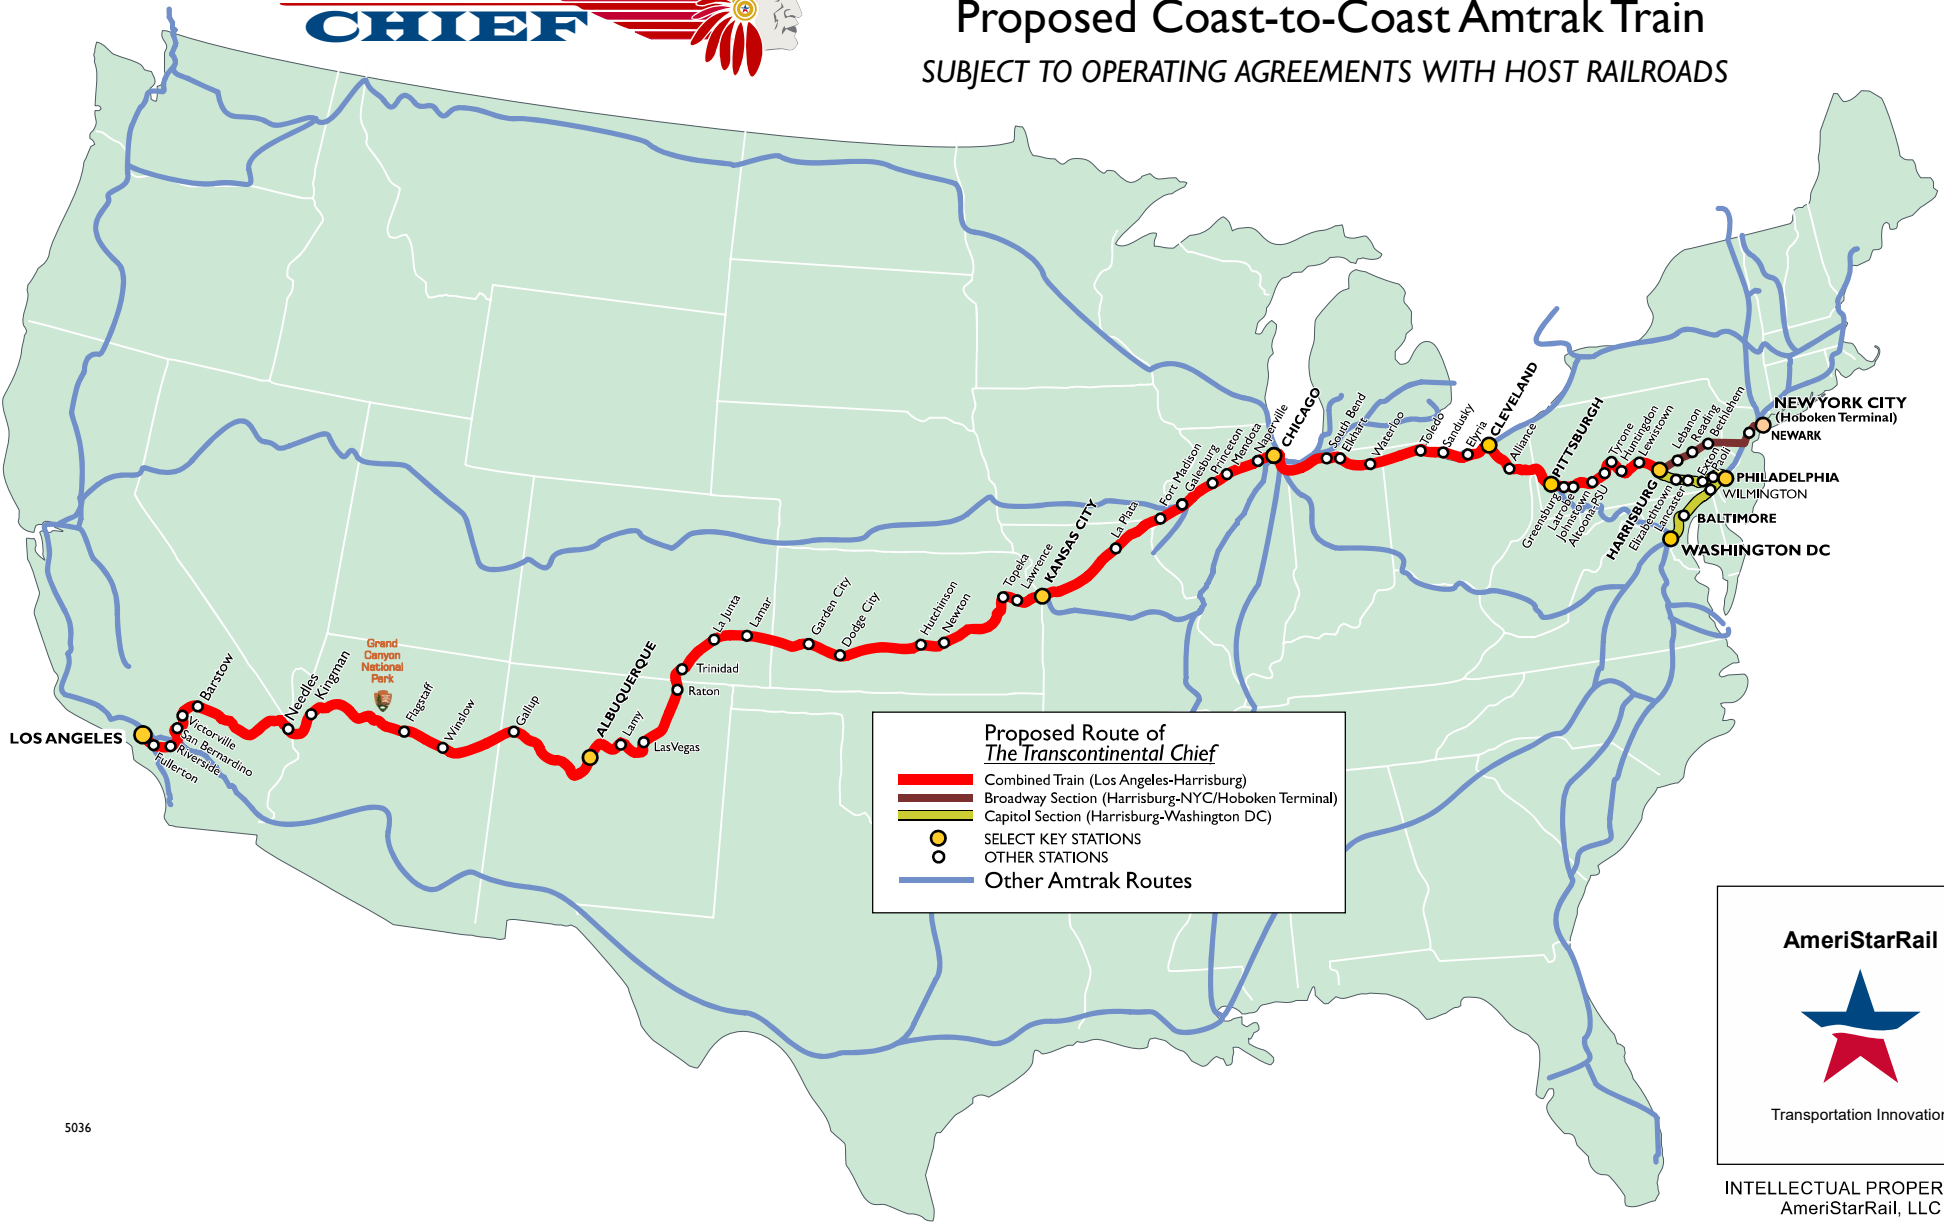 CHIEF
Proposed Coast-to-Coast Amtrak Train
SUBJECT TO OPERATING AGREEMENTS WITH HOST RAILROADS
LOS ANGELES
Fullerton
Riverside
San Bernardino
Victorville
Barstow
Needles
Kingman
Grand
Canyon
National
Park
Flagstaff
Winslow
Gallup
ALBUQUERQUE
Lamy
Las Vegas
Raton
Trinidad
La Junta
Lamar
Garden City
Dodge City
Hutchinson
Newton
Topeka
Lawrence
KANSAS CITY
La Plata
Fort Madison
Galesburg
Princeton
Mendota
Naperville
CHICAGO
South Bend
Elkhart
Waterloo
Toledo
Sandusky
Elyria
CLEVELAND
Alliance
PITTSBURGH
Greensburg
Latrobe
Johnstown
Altoona-PSU
Tyrone
Huntingdon
Lewistown
HARRISBURG
Lebanon
Reading
Bethlehem
NEW YORK CITY
(Hoboken Terminal)
NEWARK
Elizabethtown
Lancaster
Exton
Paoli
PHILADELPHIA
WILMINGTON
BALTIMORE
WASHINGTON DC
Proposed Route of
The Transcontinental Chief
Combined Train (Los Angeles-Harrisburg)
Broadway Section (Harrisburg-NYC/Hoboken Terminal)
Capitol Section (Harrisburg-Washington DC)
SELECT KEY STATIONS
OTHER STATIONS
Other Amtrak Routes
AmeriStarRail
Transportation Innovation
5036
INTELLECTUAL PROPER
AmeriStarRail, LLC